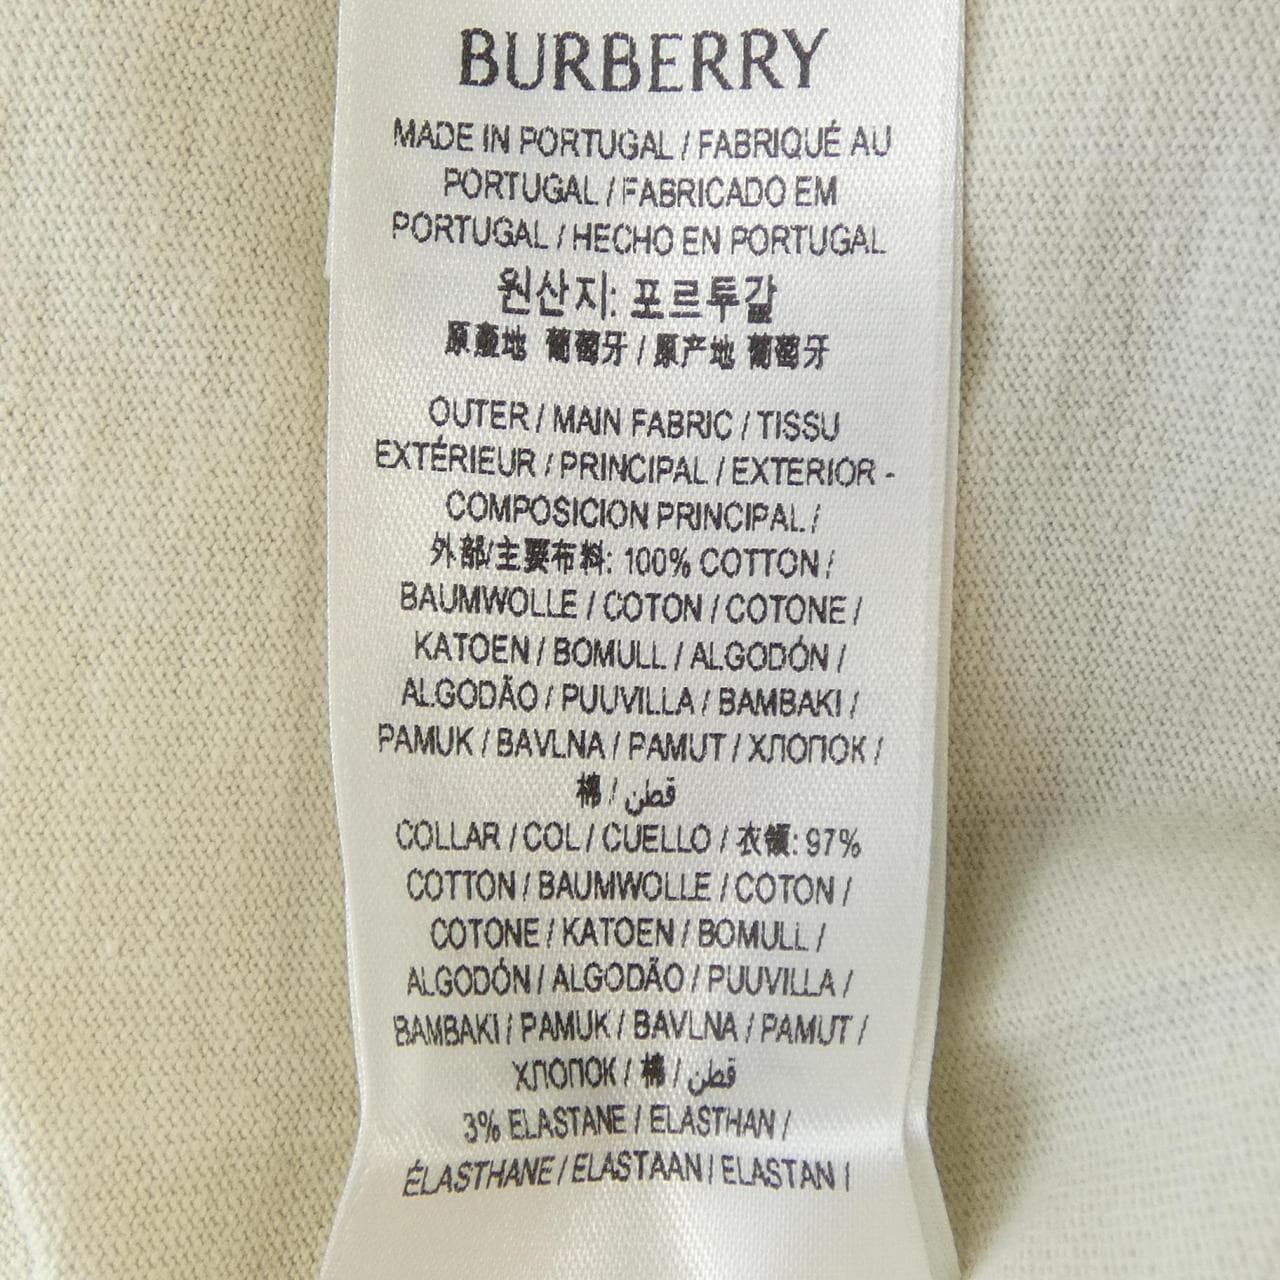 BURBERRY
MADE IN PORTUGAL / FABRIQUÉ AU
PORTUGAL / FABRICADO EM
PORTUGAL / HECHO EN PORTUGAL
원산지: 포르투갈
原產地 葡萄牙 / 原产地 葡萄牙
OUTER / MAIN FABRIC / TISSU
EXTÉRIEUR / PRINCIPAL / EXTERIOR -
COMPOSICION PRINCIPAL /
外部/主要布料: 100% COTTON /
BAUMWOLLE / COTON / COTONE /
KATOEN / BOMULL / ALGODÓN /
ALGODÃO / PUUVILLA / BAMBAKI /
PAMUK / BAVLNA / PAMUT / ХЛОПОК /
棉 / قطن
COLLAR / COL / CUELLO / 衣領: 97%
COTTON / BAUMWOLLE / COTON /
COTONE / KATOEN / BOMULL /
ALGODÓN / ALGODÃO / PUUVILLA /
BAMBAKI / PAMUK / BAVLNA / PAMUT /
ХЛОПОК / 棉 / قطن
3% ELASTANE / ELASTHAN /
ÉLASTHANE / ELASTAAN / ELASTAN /